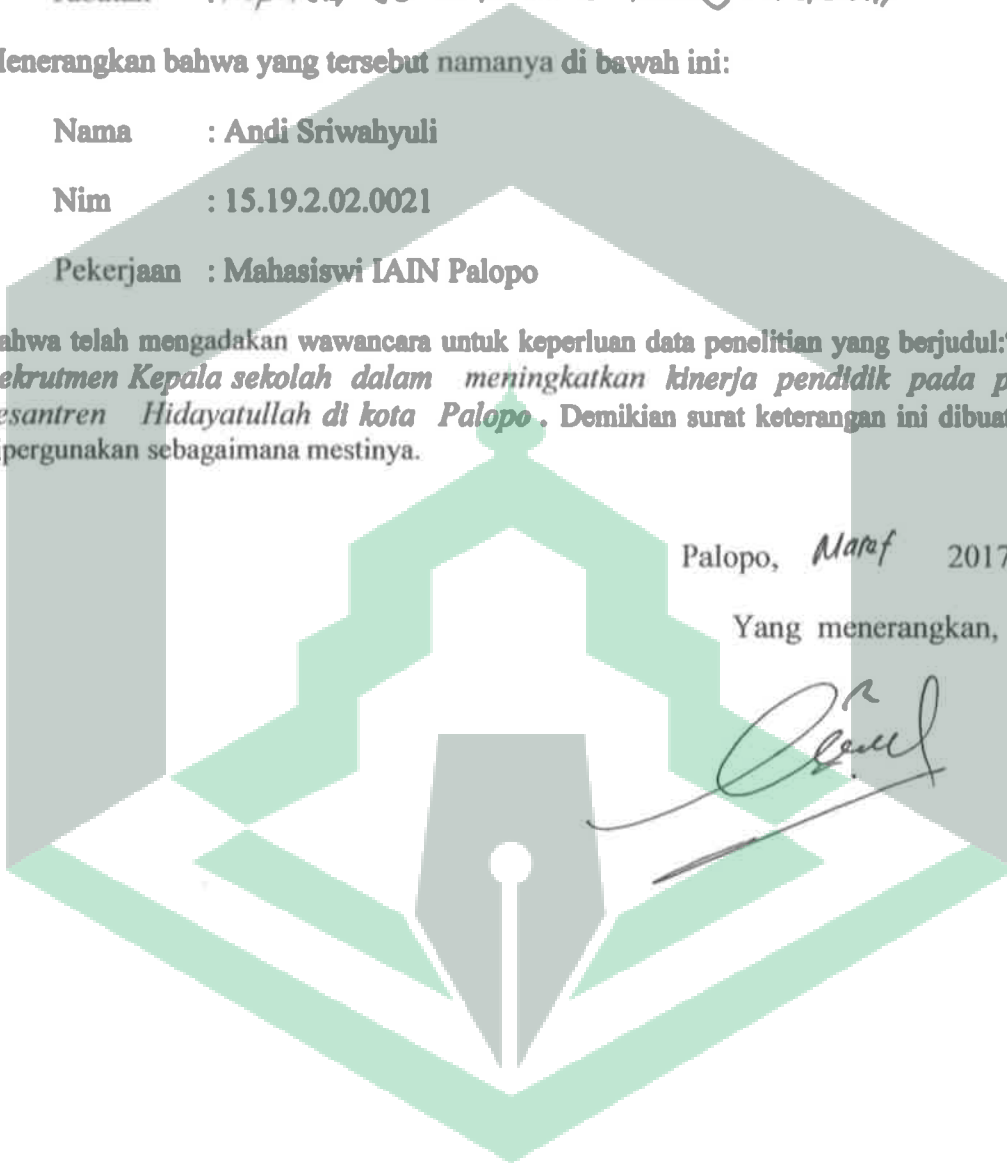 enerangkan bahwa yang tersebut namanya di bawah ini:
Nama : Andi Sriwahyuli
Nim : 15.19.2.02.0021
Pekerjaan : Mahasiswi IAIN Palopo
ahwa telah mengadakan wawancara untuk keperluan data penelitian yang berjudul:"
ekrutmen Kepala sekolah dalam meningkatkan kinerja pendidik pada p
esantren Hidayatullah di kota Palopo. Demikian surat keterangan ini dibuat
pergunakan sebagaimana mestinya.
Palopo, Maret 2017
Yang menerangkan,